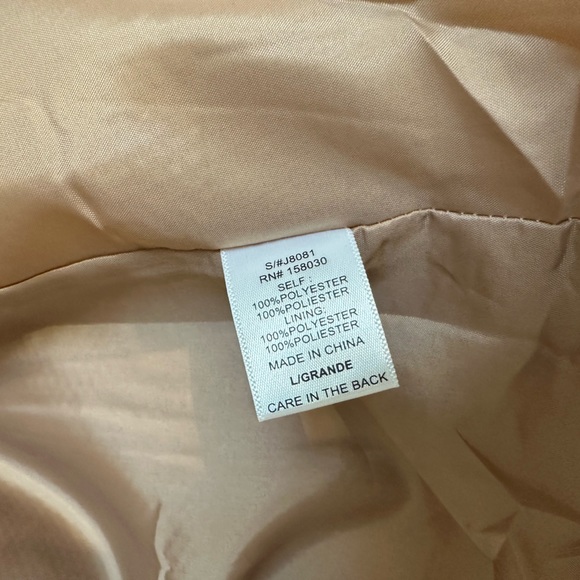 S/#J8081
RN# 158030
SELF :
100%POLYESTER
100%POLIESTER
LINING:
100%POLYESTER
100%POLIESTER
MADE IN CHINA
L/GRANDE
CARE IN THE BACK